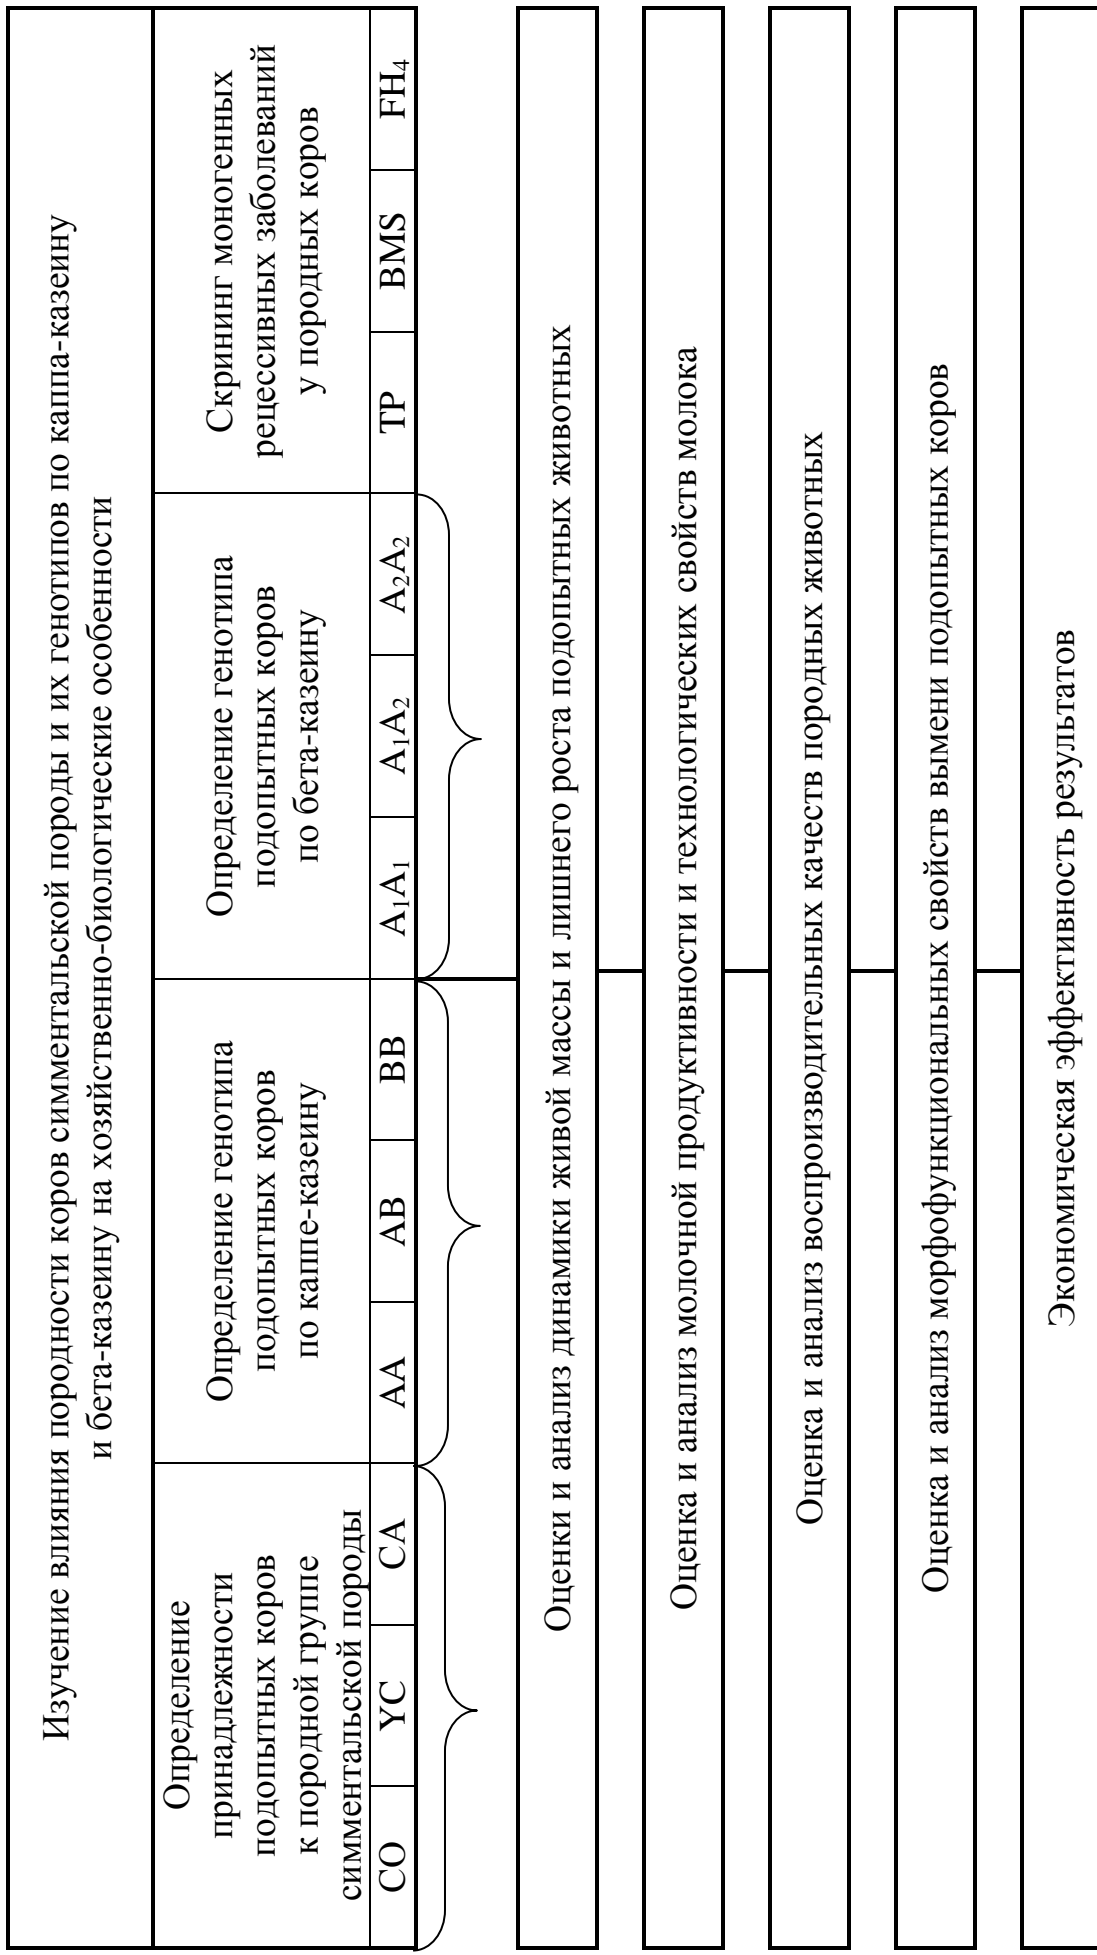 Изучение влияния породности коров симментальской породы и их генотипов по каппа-казеину
и бета-казеину на хозяйственно-биологические особенности
Определение
принадлежности
подопытных коров
к породной группе
симментальской породы
СО
YC
СА
Определение генотипа
подопытных коров
по каппе-казеину
АА
АВ
ВВ
Определение генотипа
подопытных коров
по бета-казеину
A₁A₁
A₁A₂
A₂A₂
Скрининг моногенных
рецессивных заболеваний
у породных коров
TP
BMS
FH₄
Оценки и анализ динамики живой массы и лишнего роста подопытных животных
Оценка и анализ молочной продуктивности и технологических свойств молока
Оценка и анализ воспроизводительных качеств породных животных
Оценка и анализ морфофункциональных свойств вымени подопытных коров
Экономическая эффективность результатов